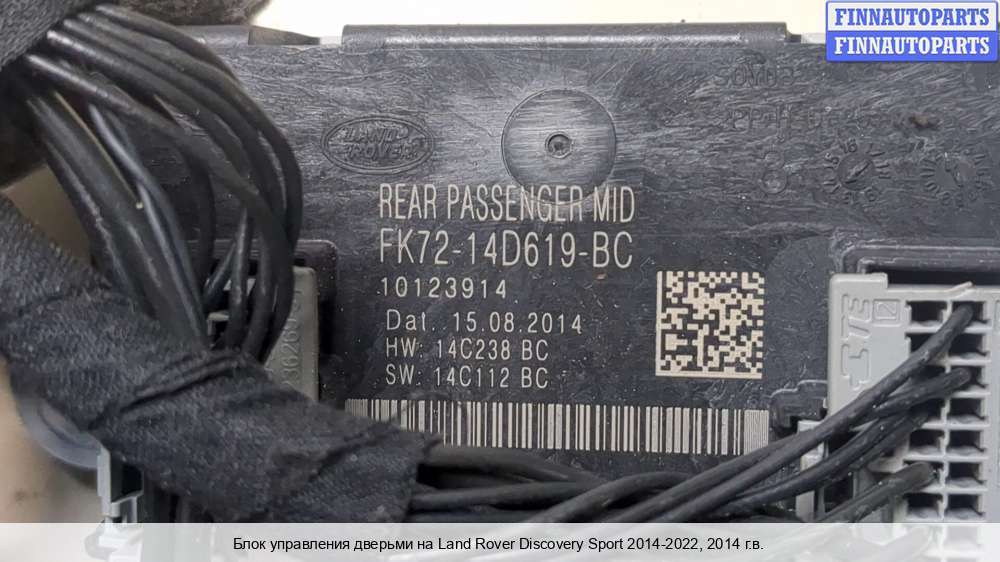 FINNAUTOPARTS
FINNAUTOPARTS
LAND
ROVER
REAR PASSENGER MID
FK72-14D619-BC
10123914
Dat. 15.08.2014
HW: 14C238 BC
SW: 14C112 BC
Блок управления дверьми на Land Rover Discovery Sport 2014-2022, 2014 г.в.